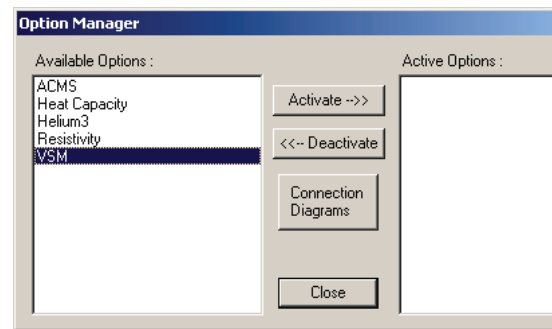 Option Manager
Available Options :
Active Options :
ACMS
Heat Capacity
Helium3
Resistivity
VSM
Activate -->>
<<-- Deactivate
Connection
Diagrams
Close